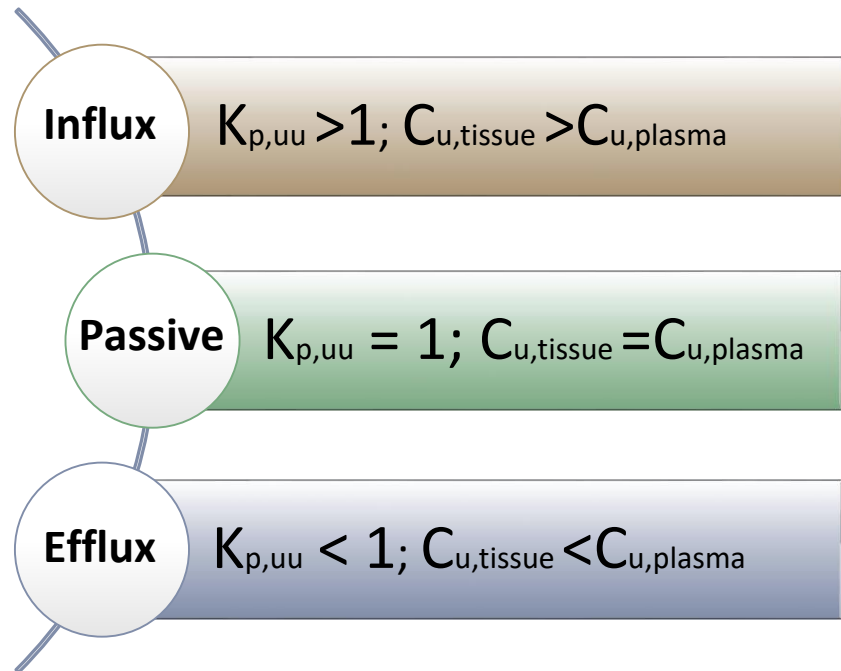 Influx
Kp,uu >1; Cu,tissue >Cu,plasma
Passive
Kp,uu = 1; Cu,tissue =Cu,plasma
Efflux
Kp,uu < 1; Cu,tissue <Cu,plasma